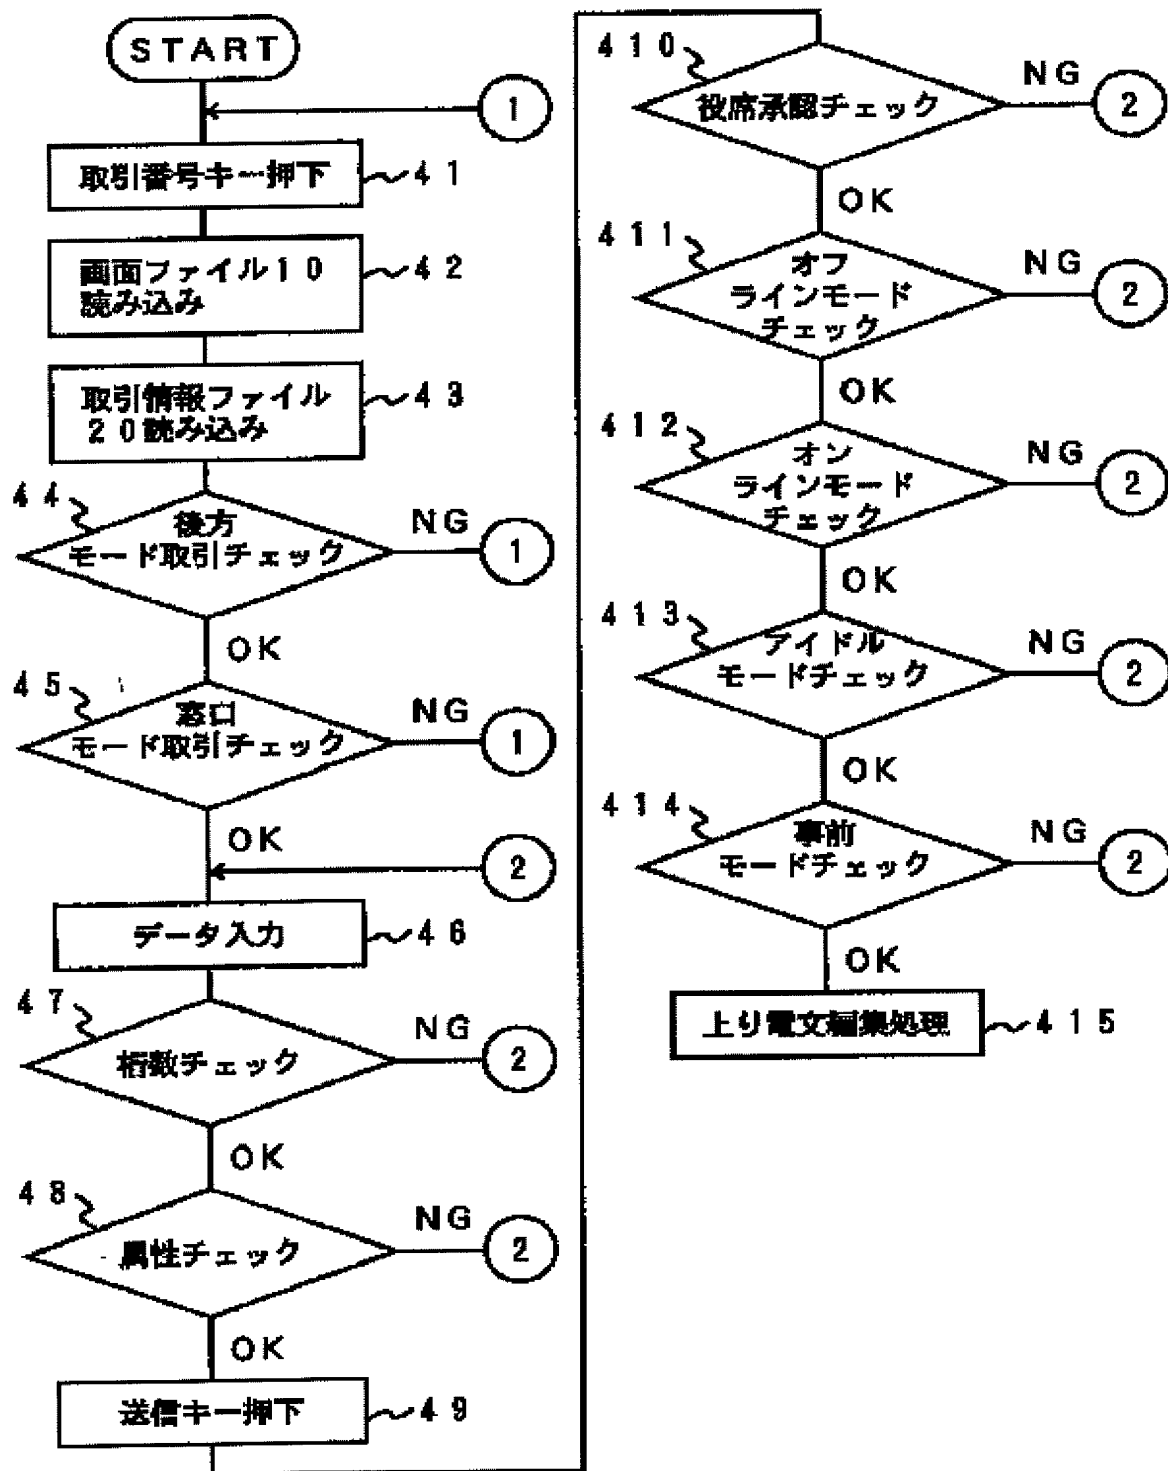 START
1
取引番号キー押下
41
画面ファイル10
読み込み
42
取引情報ファイル
20読み込み
43
44
後方
モード取引チェック
NG
1
OK
45
窓口
モード取引チェック
NG
1
OK
2
データ入力
46
47
桁数チェック
NG
2
OK
48
属性チェック
NG
2
OK
送信キー押下
49
410
役席承認チェック
NG
2
OK
411
オフ
ラインモード
チェック
NG
2
OK
412
オン
ラインモード
チェック
NG
2
OK
413
アイドル
モードチェック
NG
2
OK
414
事前
モードチェック
NG
2
OK
上り電文編集処理
415